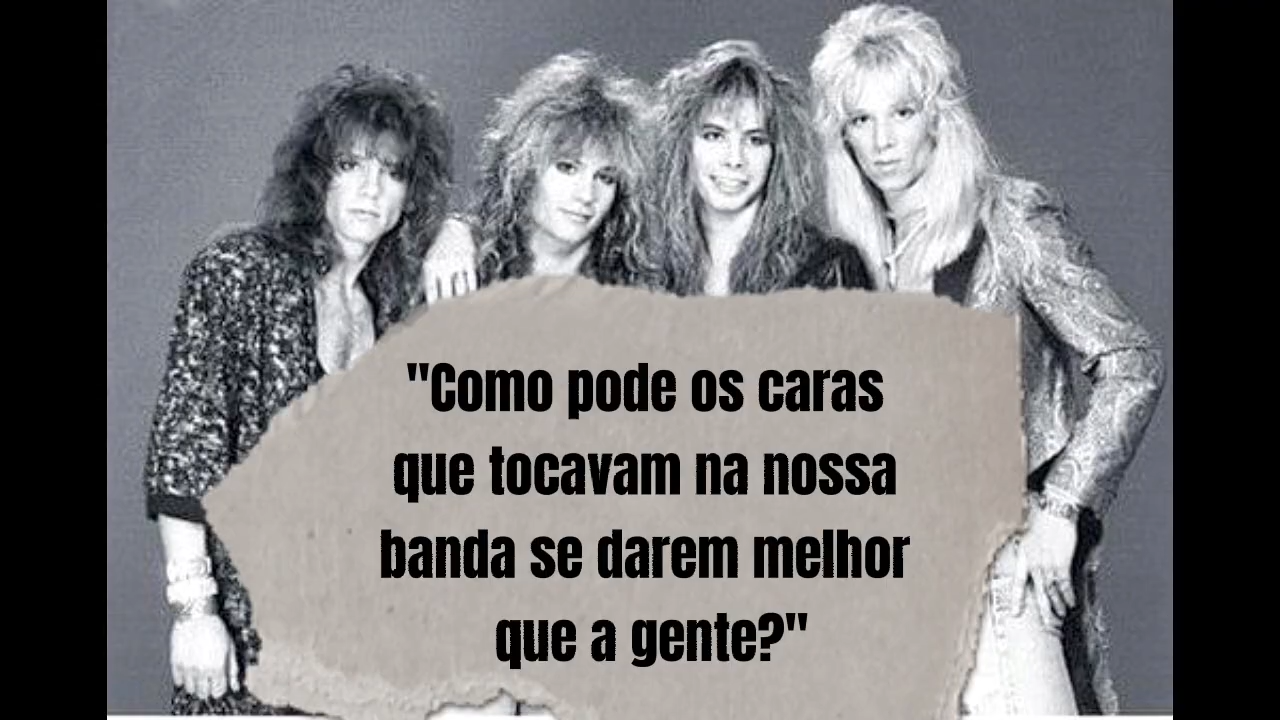 "Como pode os caras
que tocavam na nossa
banda se darem melhor
que a gente?"